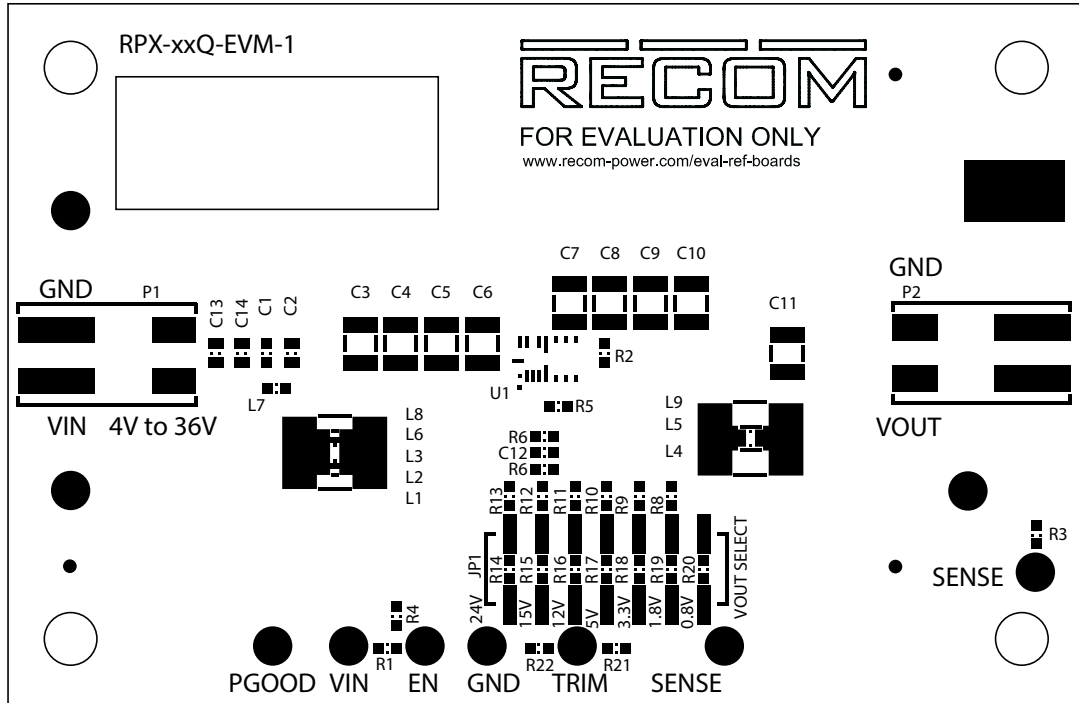 RPX-xxQ-EVM-1
RECOM
FOR EVALUATION ONLY
www.recom-power.com/eval-ref-boards
GND
P1
C13
C14
C1
C2
C3
C4
C5
C6
C7
C8
C9
C10
C11
GND
P2
R2
U1
L7
VIN
4V to 36V
R5
L8
L6
L3
L2
L1
R6
C12
R6
L9
L5
L4
VOUT
R13
R12
R11
R10
R9
R8
JP1
R14
R15
R16
R17
R18
R19
R20
VOUT SELECT
24V
15V
12V
5V
3.3V
1.8V
0.8V
R3
SENSE
R4
R1
R22
R21
PGOOD
VIN
EN
GND
TRIM
SENSE